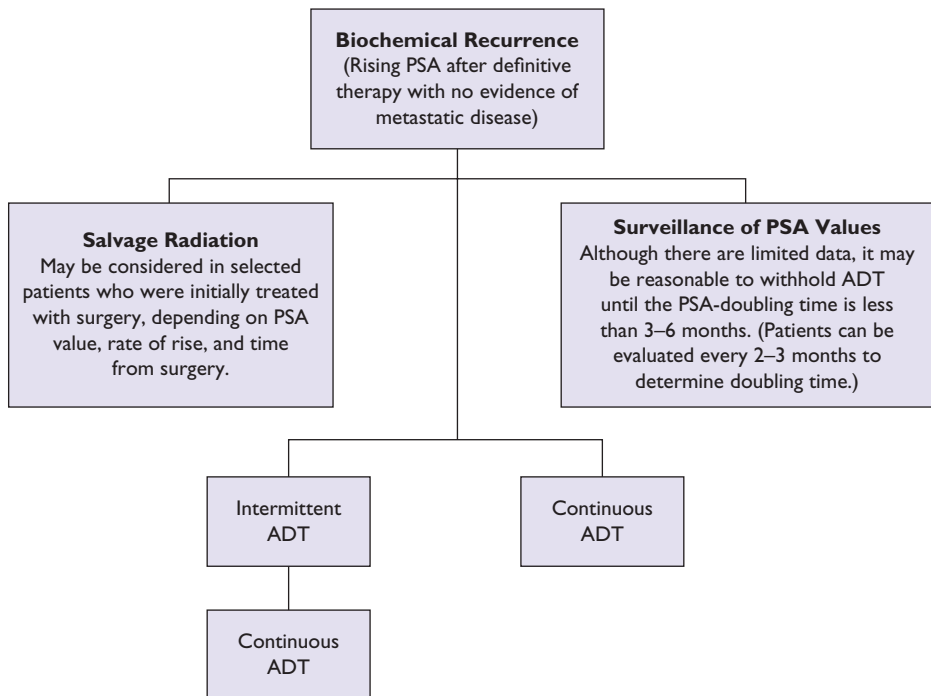 Biochemical Recurrence
(Rising PSA after definitive
therapy with no evidence of
metastatic disease)
Salvage Radiation
May be considered in selected
patients who were initially treated
with surgery, depending on PSA
value, rate of rise, and time
from surgery.
Surveillance of PSA Values
Although there are limited data, it may
be reasonable to withhold ADT
until the PSA-doubling time is less
than 3–6 months. (Patients can be
evaluated every 2–3 months to
determine doubling time.)
Intermittent
ADT
Continuous
ADT
Continuous
ADT